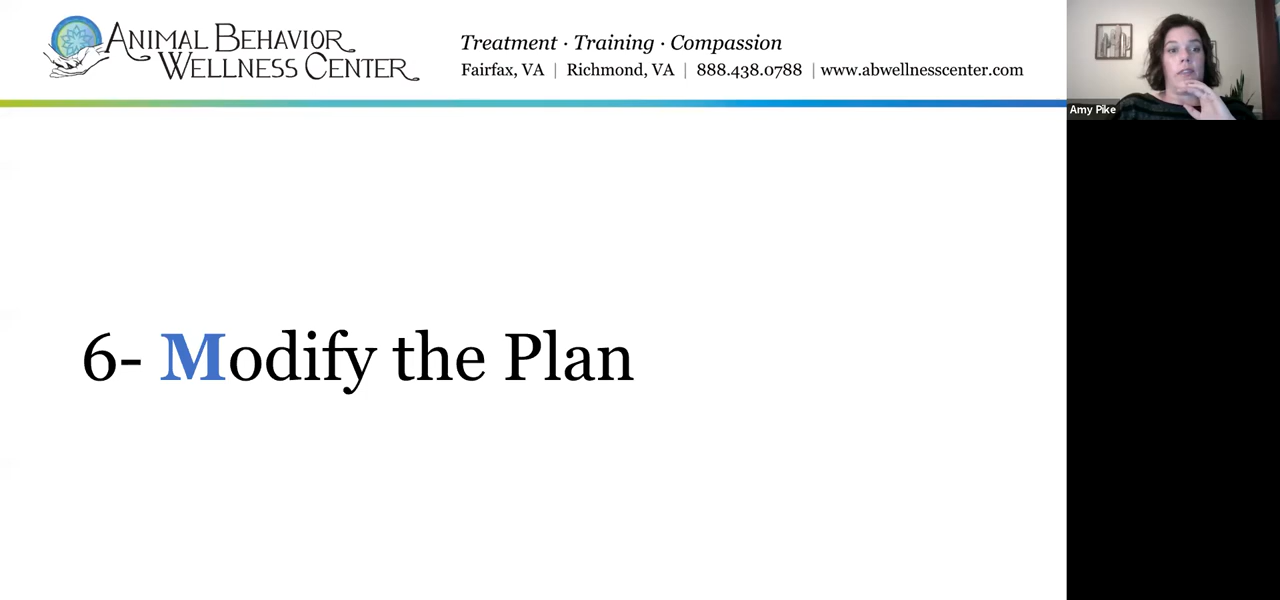 ANIMAL BEHAVIOR
WELLNESS CENTER
Treatment · Training · Compassion
Fairfax, VA | Richmond, VA | 888.438.0788 | www.abwellnesscenter.com
Amy Pike
6- Modify the Plan